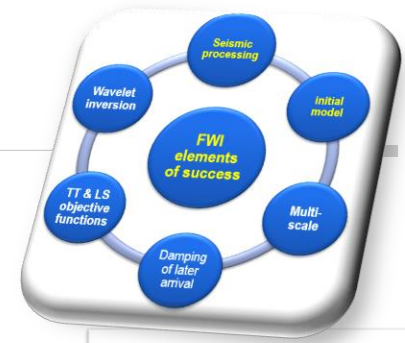 Seismic
processing
initial
model
Multi-
scale
Damping
of later
arrival
TT & LS
objective
functions
Wavelet
inversion
FWI
elements
of success